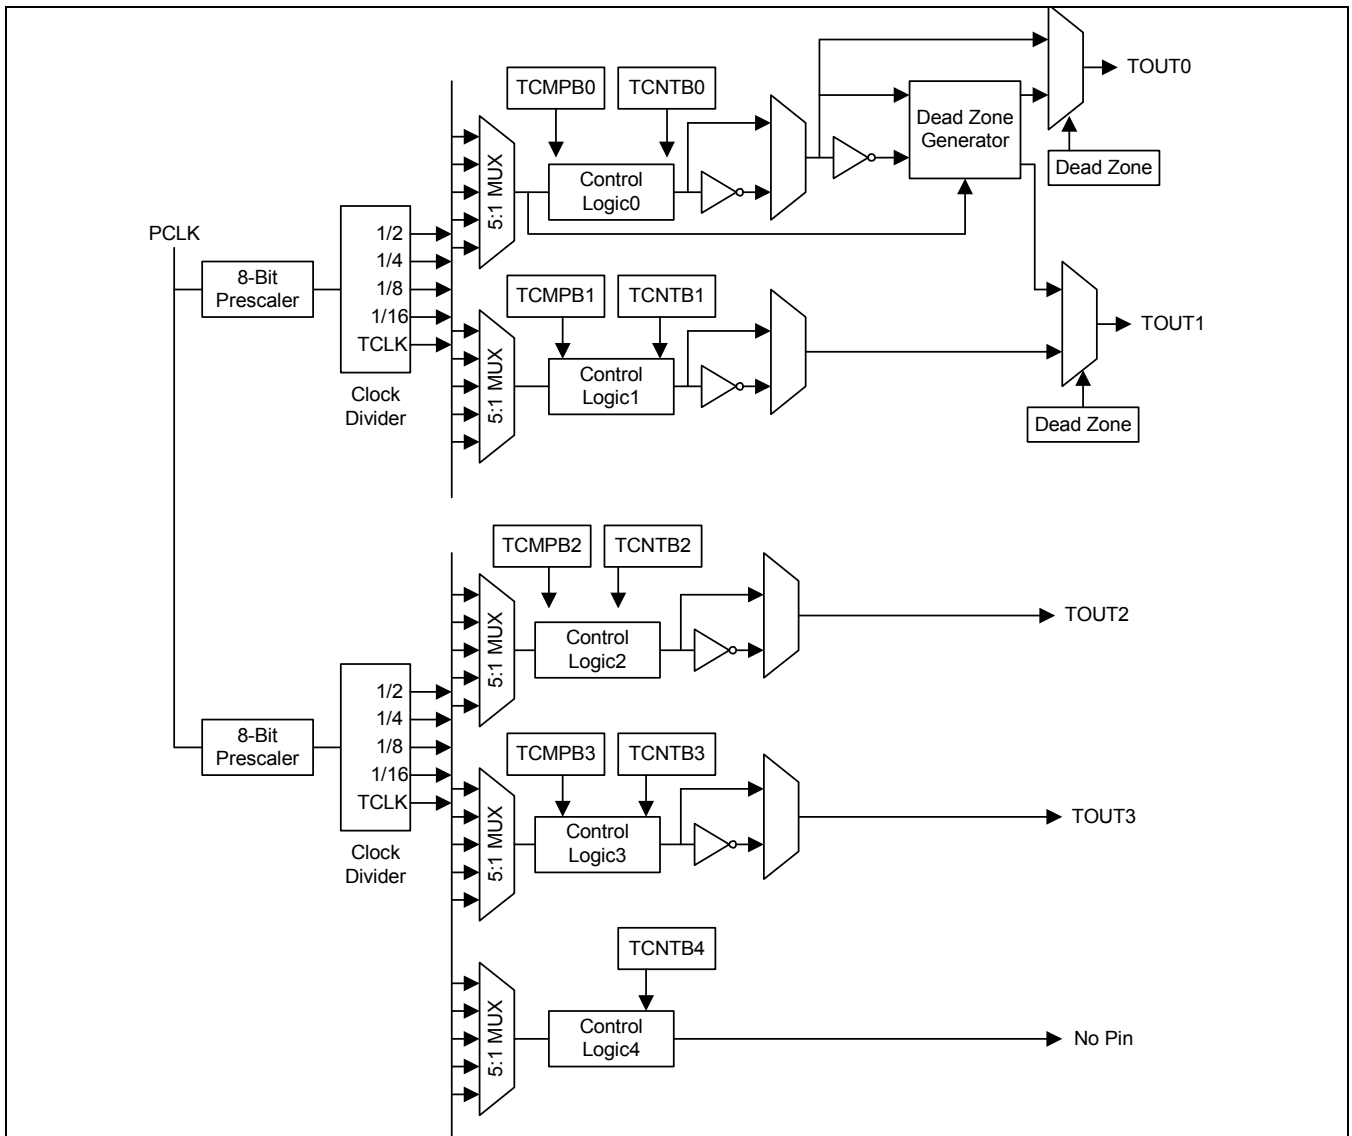 TCMPB0
TCNTB0
TOUT0
Dead Zone
Generator
Dead Zone
5:1 MUX
Control
Logic0
PCLK
8-Bit
Prescaler
1/2
1/4
1/8
1/16
TCLK
Clock
Divider
TCMPB1
TCNTB1
5:1 MUX
Control
Logic1
TOUT1
Dead Zone
TCMPB2
TCNTB2
5:1 MUX
Control
Logic2
TOUT2
8-Bit
Prescaler
1/2
1/4
1/8
1/16
TCLK
Clock
Divider
TCMPB3
TCNTB3
5:1 MUX
Control
Logic3
TOUT3
TCNTB4
5:1 MUX
Control
Logic4
No Pin